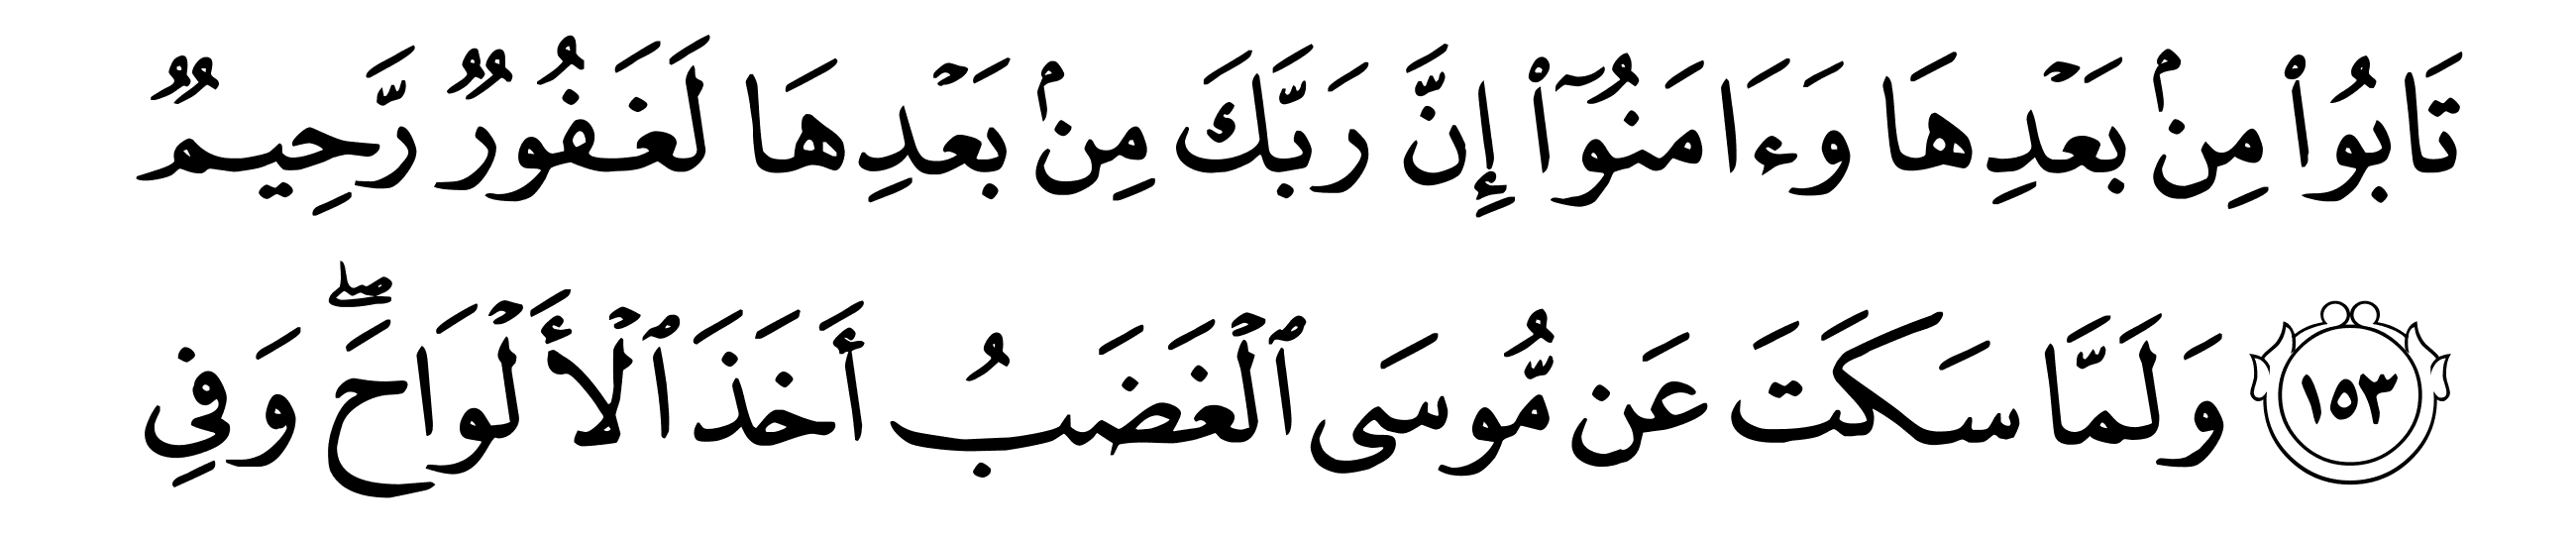 تَابُوا۟ مِنۢ بَعْدِهَا وَءَامَنُوٓا۟ إِنَّ رَبَّكَ مِنۢ بَعْدِهَا لَغَفُورٌ رَّحِيمٌ
١٥٣ وَلَمَّا سَكَتَ عَن مُّوسَى ٱلْغَضَبُ أَخَذَ ٱلْأَلْوَاحَ ۖ وَفِي